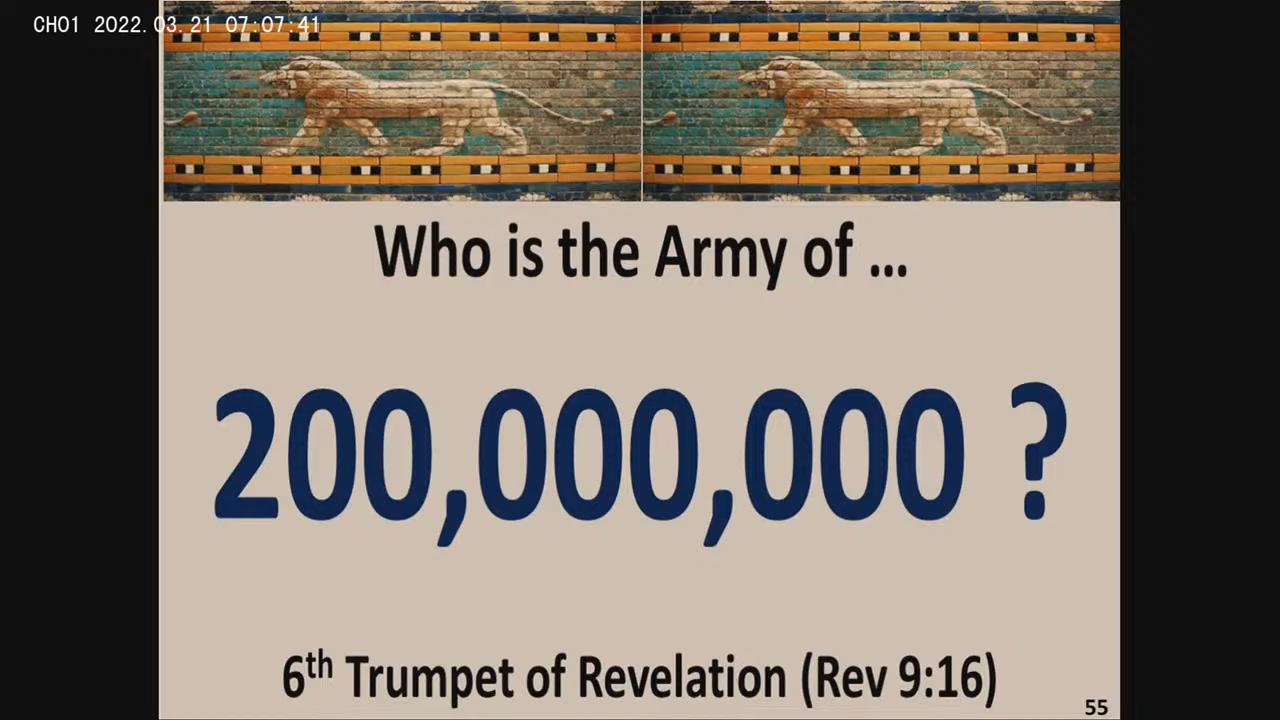 CH01 2022.03.21 07:07:41
Who is the Army of ...
200,000,000 ?
6th Trumpet of Revelation (Rev 9:16)
55